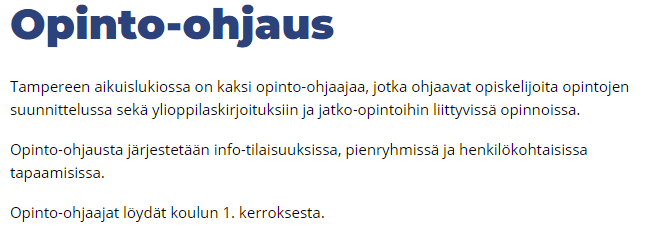 Opinto-ohjaus
Tampereen aikuislukiossa on kaksi opinto-ohjaajaa, jotka ohjaavat opiskelijoita opintojen
suunnittelussa sekä ylioppilaskirjoituksiin ja jatko-opintoihin liittyvissä opinnoissa.
Opinto-ohjausta järjestetään info-tilaisuuksissa, pienryhmissä ja henkilökohtaisissa
tapaamisissa.
Opinto-ohjaajat löydät koulun 1. kerroksesta.